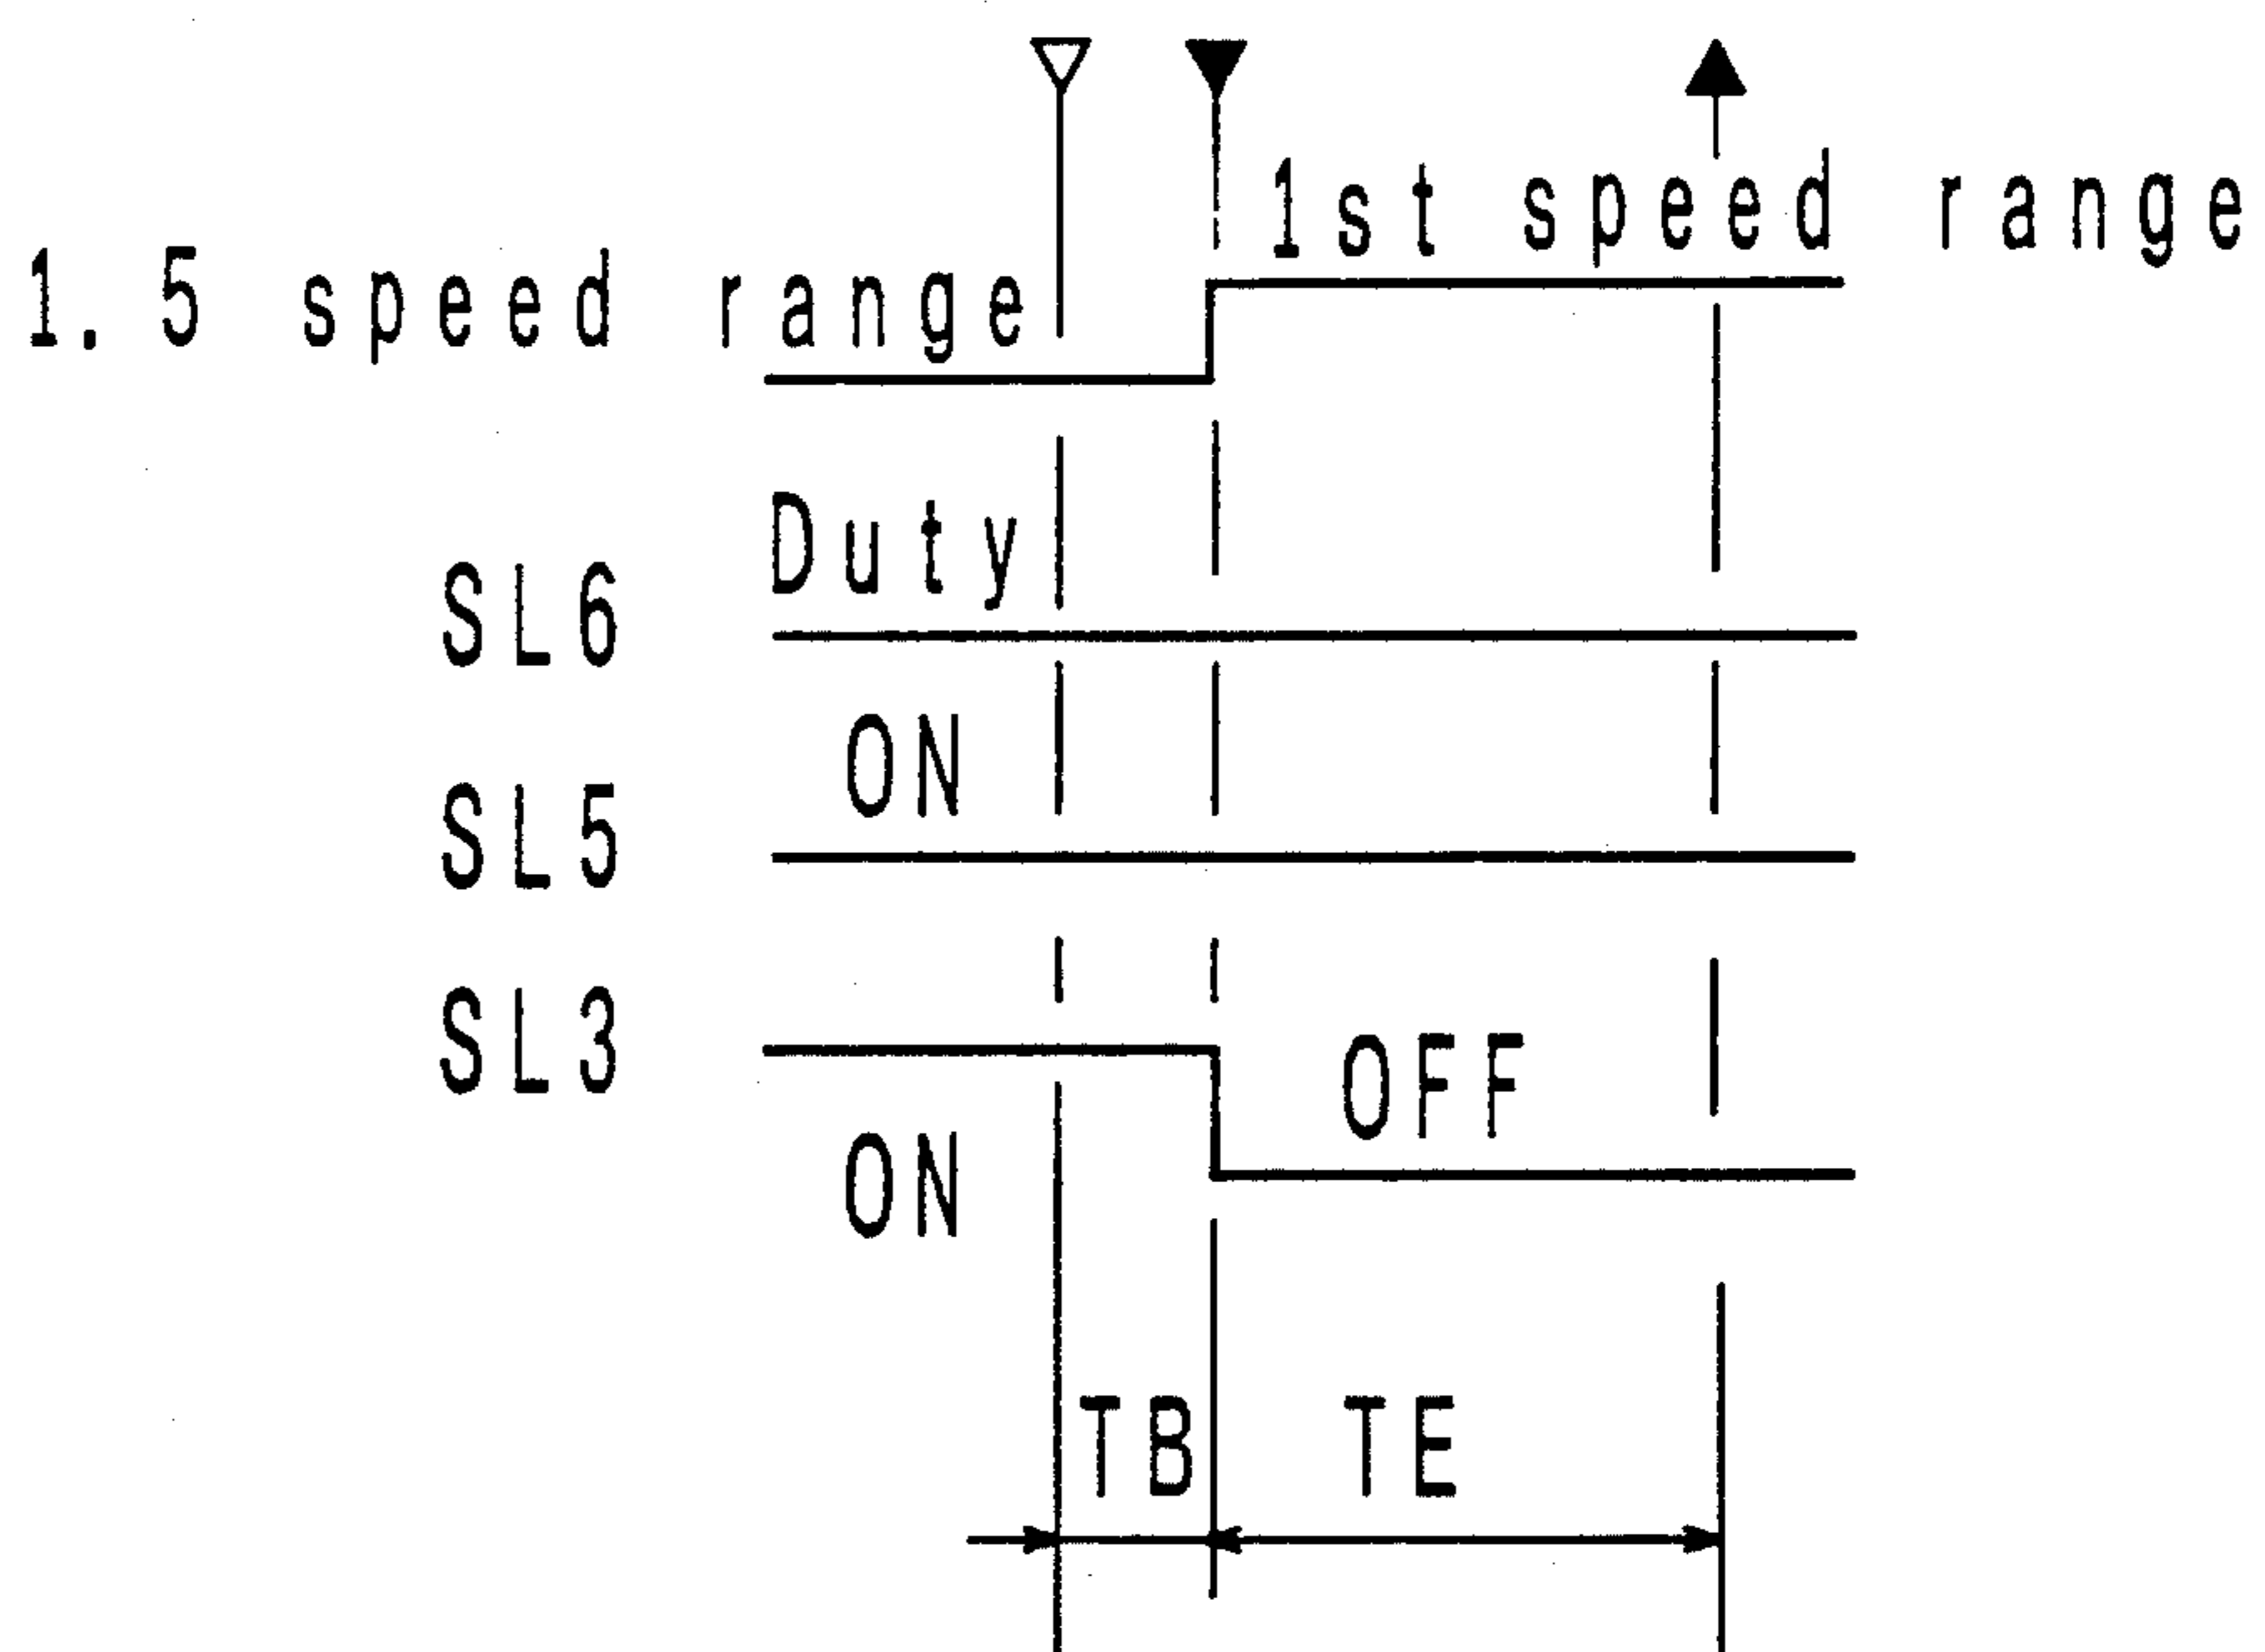 1st speed range
1.5 speed range
Duty
SL6
ON
SL5
SL3
OFF
ON
TB TE